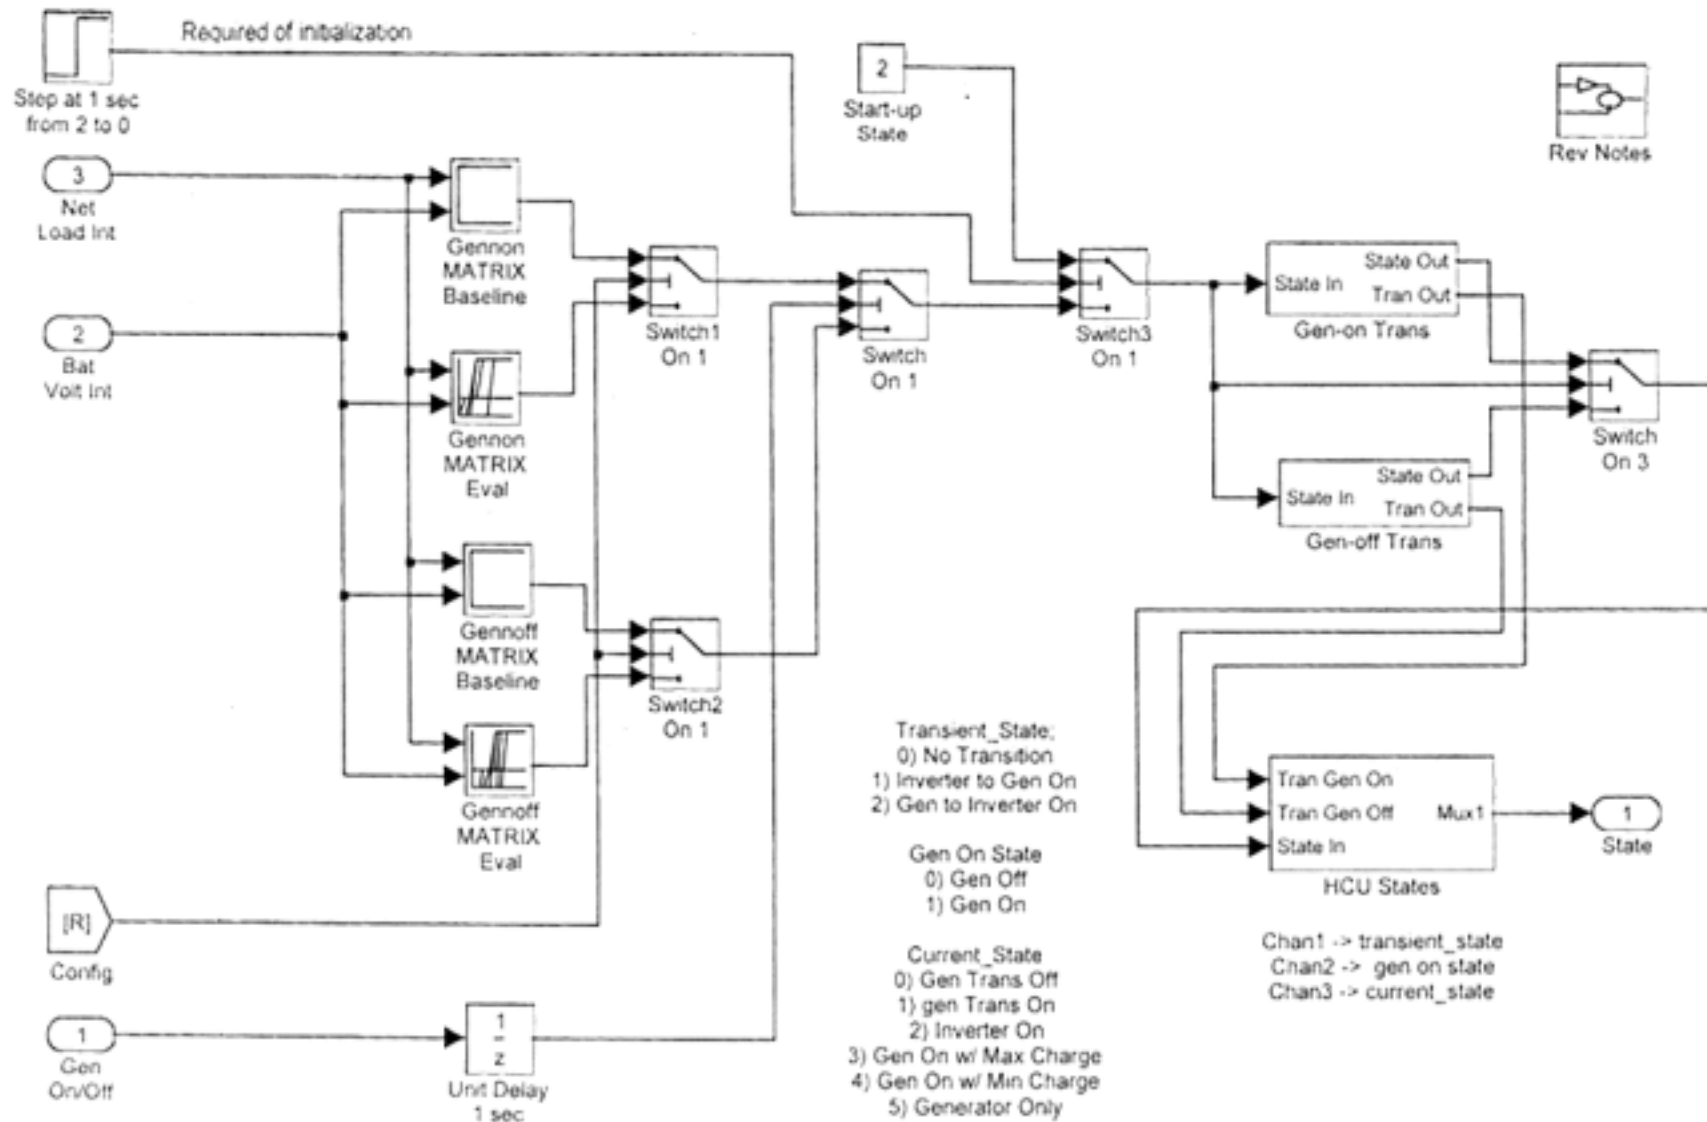 Required of initialization
Step at 1 sec
from 2 to 0
2
Start-up
State
Rev Notes
3
Net
Load Int
Gennon
MATRIX
Baseline
2
Bat
Volt Int
Switch1
On 1
Switch
On 1
Switch3
On 1
State In
State Out
Tran Out
Gen-on Trans
Switch
On 3
Gennon
MATRIX
Eval
State In
State Out
Tran Out
Gen-off Trans
Gennoff
MATRIX
Baseline
Switch2
On 1
Gennoff
MATRIX
Eval
Transient_State;
0) No Transition
1) Inverter to Gen On
2) Gen to Inverter On
Gen On State
0) Gen Off
1) Gen On
Current_State
0) Gen Trans Off
1) gen Trans On
2) Inverter On
3) Gen On w/ Max Charge
4) Gen On w/ Min Charge
5) Generator Only
Tran Gen On
Tran Gen Off
State In
Mux1
HCU States
1
State
Chan1 -> transient_state
Chan2 -> gen on state
Chan3 -> current_state
[R]
Config
1
Gen
On/Off
1
z
Unit Delay
1 sec